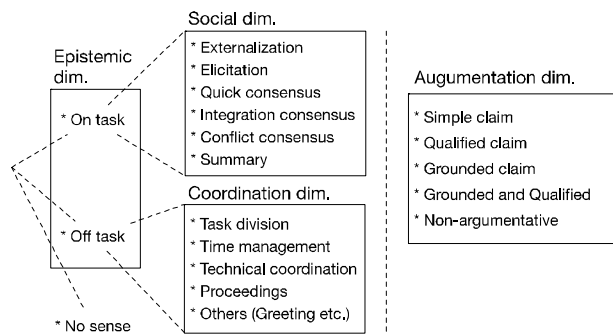 Social dim.
* Externalization
* Elicitation
* Quick consensus
* Integration consensus
* Conflict consensus
* Summary
Epistemic
dim.
* On task
* Off task
* No sense
Coordination dim.
* Task division
* Time management
* Technical coordination
* Proceedings
* Others (Greeting etc.)
Augumentation dim.
* Simple claim
* Qualified claim
* Grounded claim
* Grounded and Qualified
* Non-argumentative